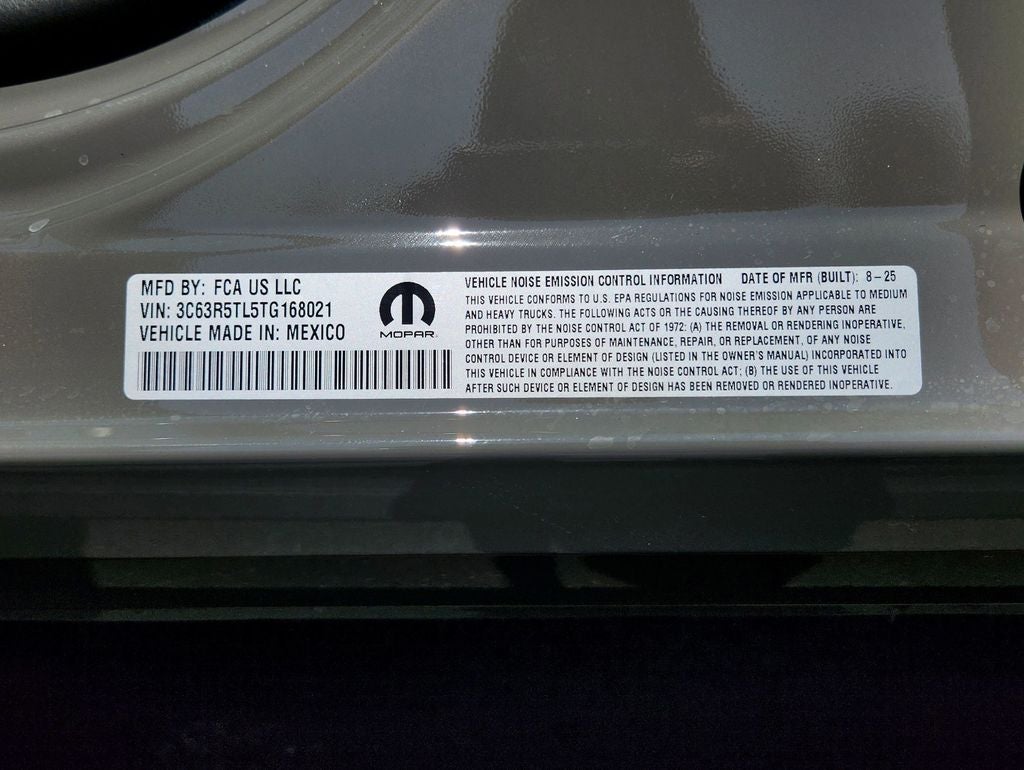 MFD BY: FCA US LLC
VIN: 3C63R5TL5TG168021
VEHICLE MADE IN: MEXICO
MOPAR.
VEHICLE NOISE EMISSION CONTROL INFORMATION DATE OF MFR (BUILT): 8-25
THIS VEHICLE CONFORMS TO U.S. EPA REGULATIONS FOR NOISE EMISSION APPLICABLE TO MEDIUM
AND HEAVY TRUCKS. THE FOLLOWING ACTS OR THE CAUSING THEREOF BY ANY PERSON ARE
PROHIBITED BY THE NOISE CONTROL ACT OF 1972: (A) THE REMOVAL OR RENDERING INOPERATIVE,
OTHER THAN FOR PURPOSES OF MAINTENANCE, REPAIR, OR REPLACEMENT, OF ANY NOISE
CONTROL DEVICE OR ELEMENT OF DESIGN (LISTED IN THE OWNER'S MANUAL) INCORPORATED INTO
THIS VEHICLE IN COMPLIANCE WITH THE NOISE CONTROL ACT; (B) THE USE OF THIS VEHICLE
AFTER SUCH DEVICE OR ELEMENT OF DESIGN HAS BEEN REMOVED OR RENDERED INOPERATIVE.